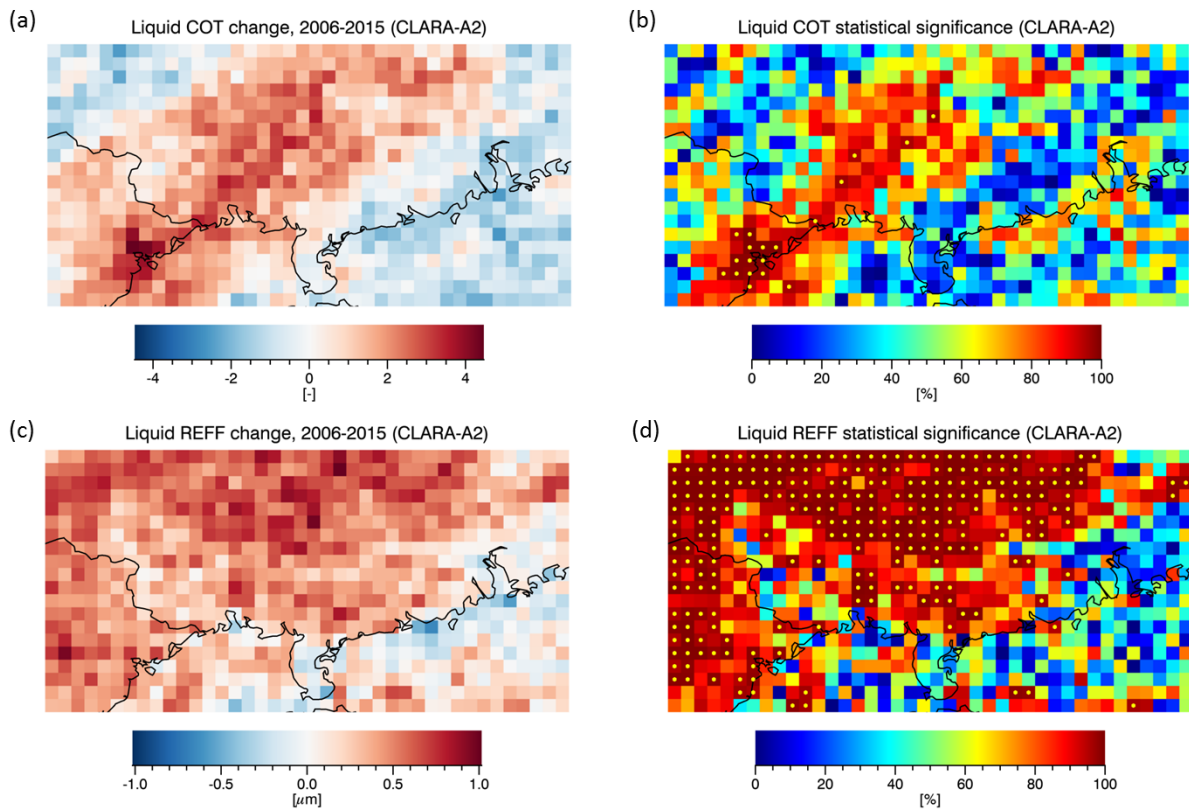 (a)
Liquid COT change, 2006-2015 (CLARA-A2)
-4 -2 0 2 4
[-]
(b)
Liquid COT statistical significance (CLARA-A2)
0 20 40 60 80 100
[%]
(c)
Liquid REFF change, 2006-2015 (CLARA-A2)
-1.0 -0.5 0.0 0.5 1.0
[μm]
(d)
Liquid REFF statistical significance (CLARA-A2)
0 20 40 60 80 100
[%]